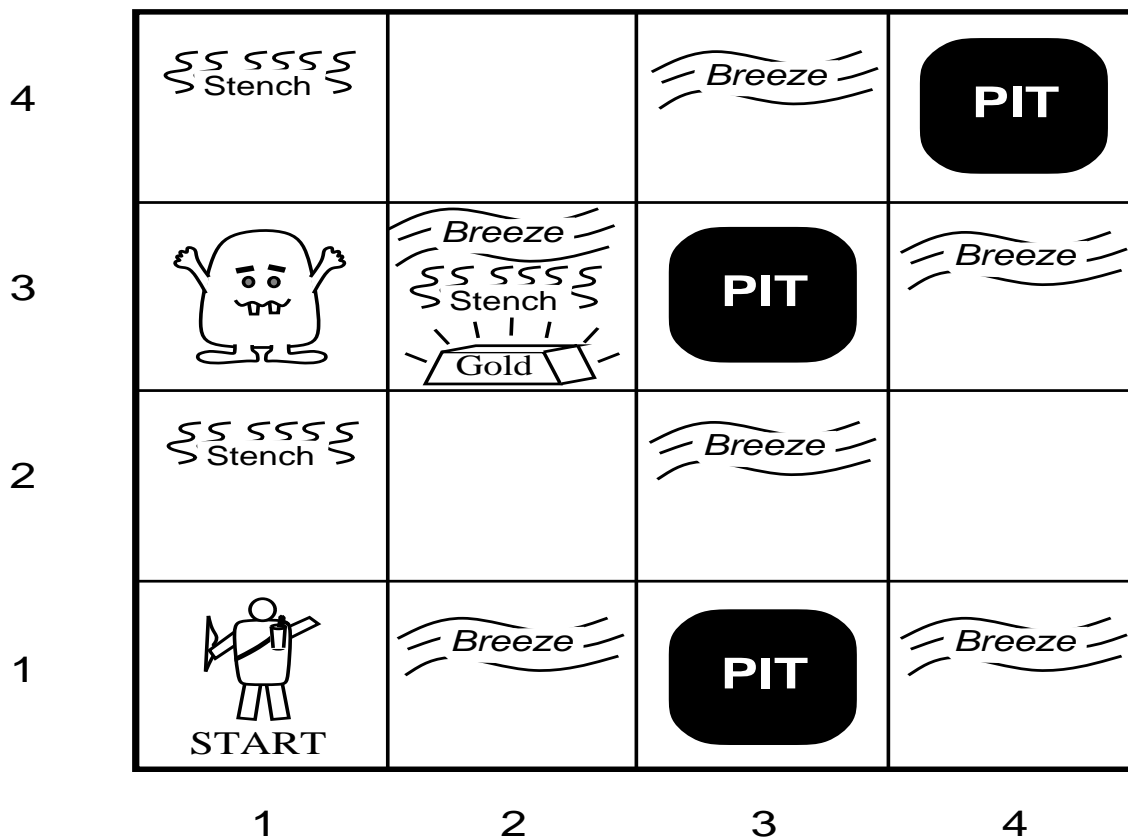 4
Stench
Breeze
PIT
3
Breeze
Stench
Gold
PIT
Breeze
2
Stench
Breeze
1
START
Breeze
PIT
Breeze
1 2 3 4